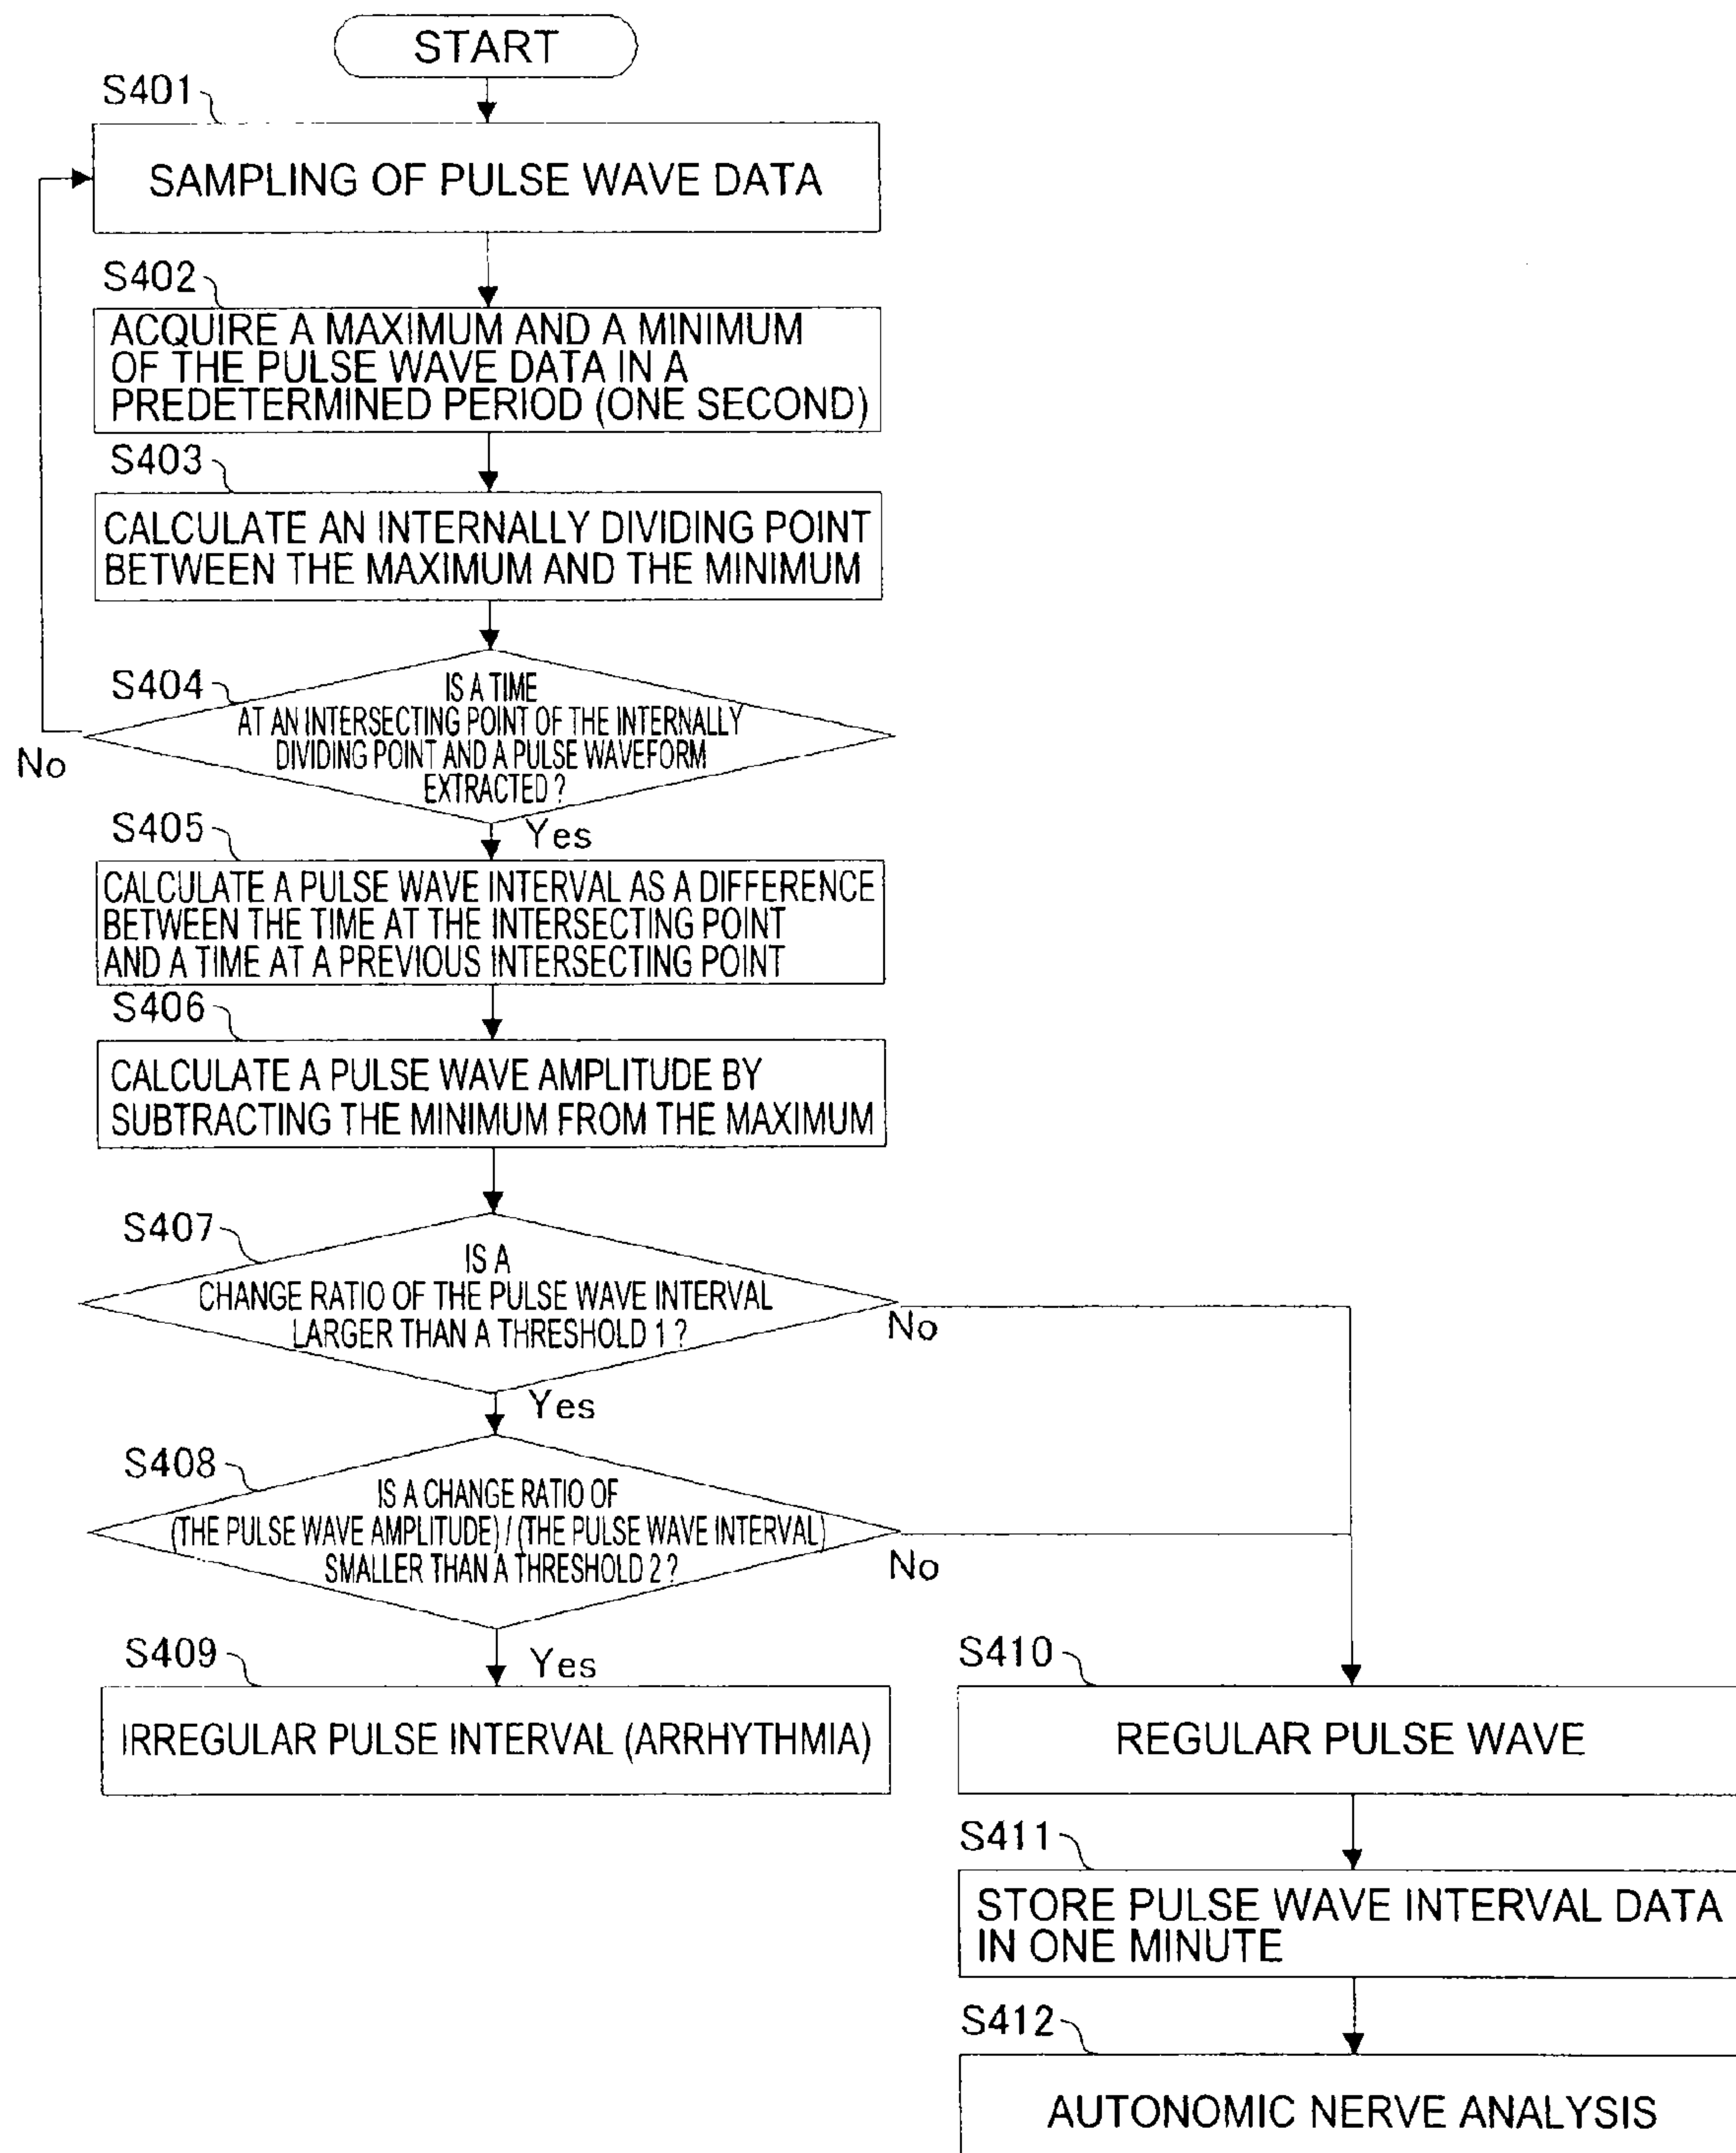 START
S401
SAMPLING OF PULSE WAVE DATA
S402
ACQUIRE A MAXIMUM AND A MINIMUM
OF THE PULSE WAVE DATA IN A
PREDETERMINED PERIOD (ONE SECOND)
S403
CALCULATE AN INTERNALLY DIVIDING POINT
BETWEEN THE MAXIMUM AND THE MINIMUM
S404
IS A TIME
AT AN INTERSECTING POINT OF THE INTERNALLY
DIVIDING POINT AND A PULSE WAVEFORM
EXTRACTED ?
No
Yes
S405
CALCULATE A PULSE WAVE INTERVAL AS A DIFFERENCE
BETWEEN THE TIME AT THE INTERSECTING POINT
AND A TIME AT A PREVIOUS INTERSECTING POINT
S406
CALCULATE A PULSE WAVE AMPLITUDE BY
SUBTRACTING THE MINIMUM FROM THE MAXIMUM
S407
IS A
CHANGE RATIO OF THE PULSE WAVE INTERVAL
LARGER THAN A THRESHOLD 1 ?
No
Yes
S408
IS A CHANGE RATIO OF
(THE PULSE WAVE AMPLITUDE) / (THE PULSE WAVE INTERVAL)
SMALLER THAN A THRESHOLD 2 ?
No
Yes
S409
IRREGULAR PULSE INTERVAL (ARRHYTHMIA)
S410
REGULAR PULSE WAVE
S411
STORE PULSE WAVE INTERVAL DATA
IN ONE MINUTE
S412
AUTONOMIC NERVE ANALYSIS